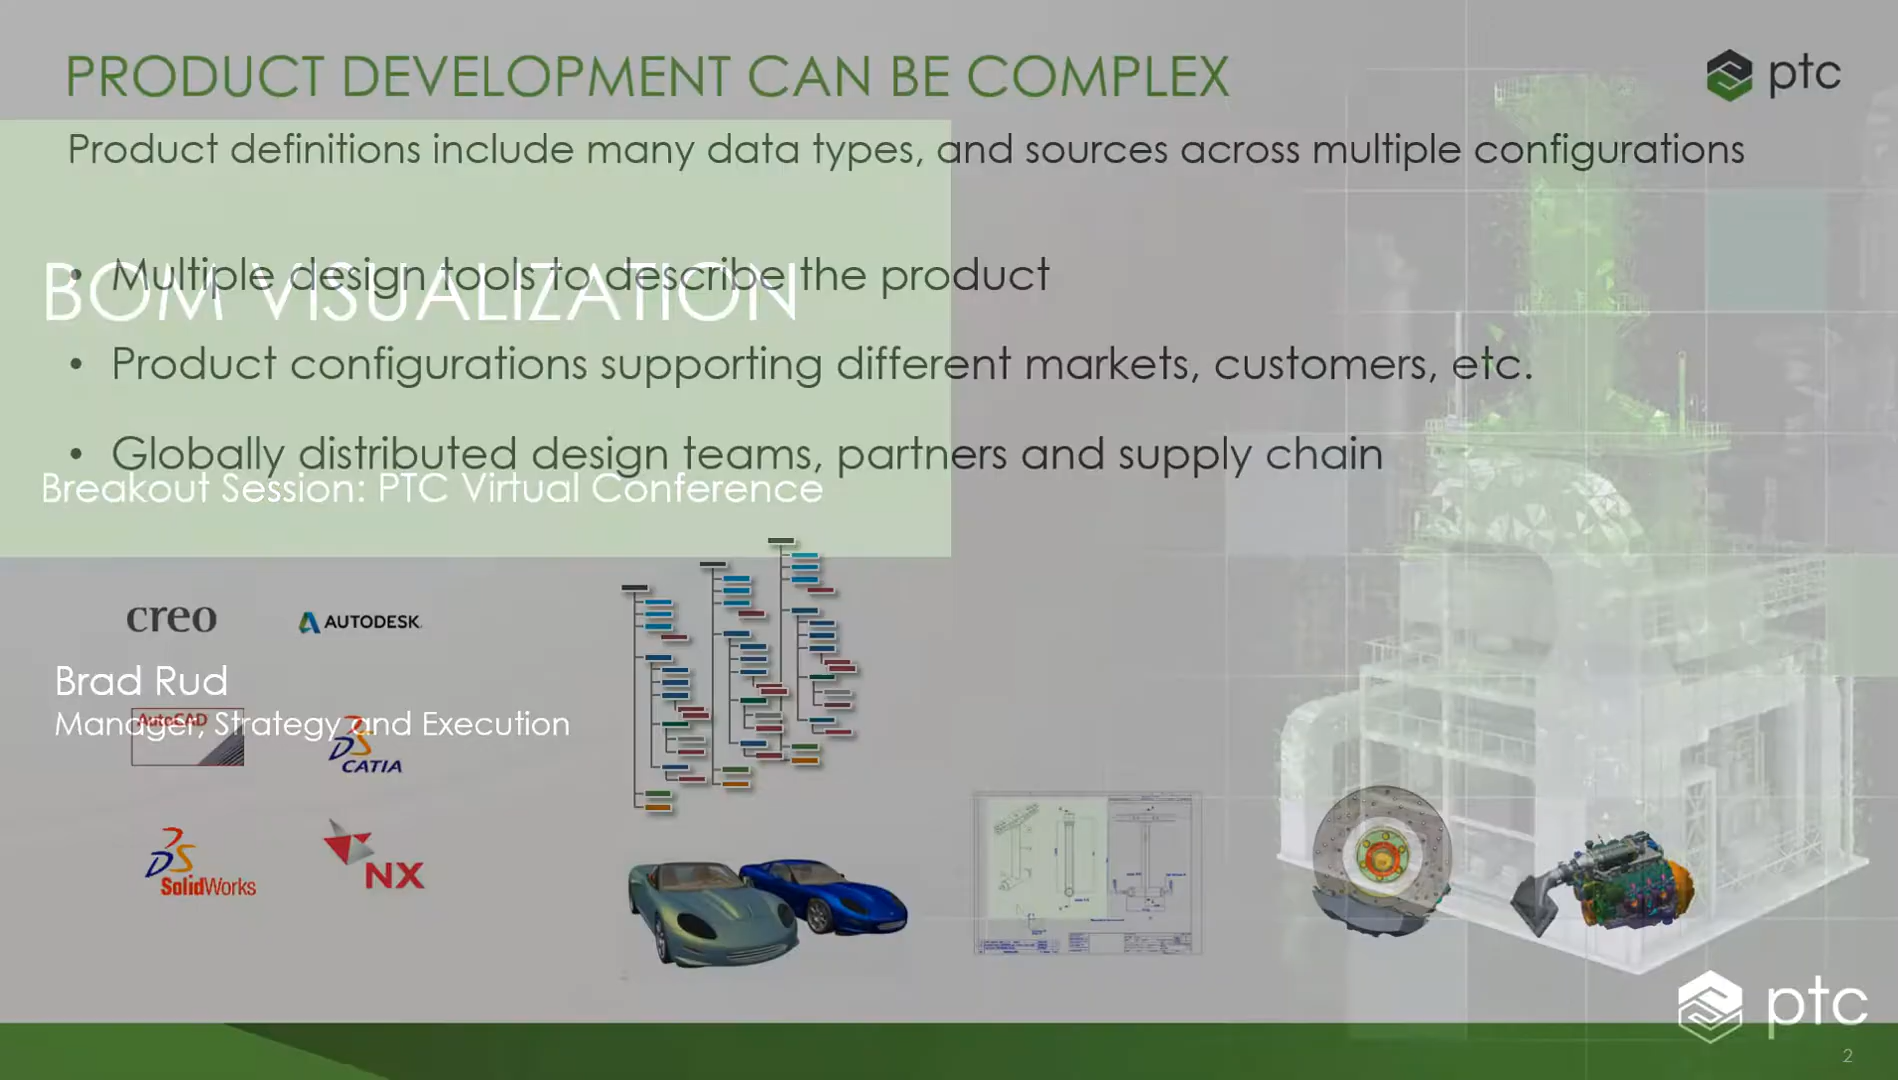 PRODUCT DEVELOPMENT CAN BE COMPLEX
ptc
Product definitions include many data types, and sources across multiple configurations
• Multiple design tools to describe the product
BOM VISUALIZATION
• Product configurations supporting different markets, customers, etc.
• Globally distributed design teams, partners and supply chain
Breakout Session: PTC Virtual Conference
creo
AUTODESK.
Brad Rud
AutoCAD
Manager, Strategy and Execution
CATIA
SolidWorks
NX
ptc
2